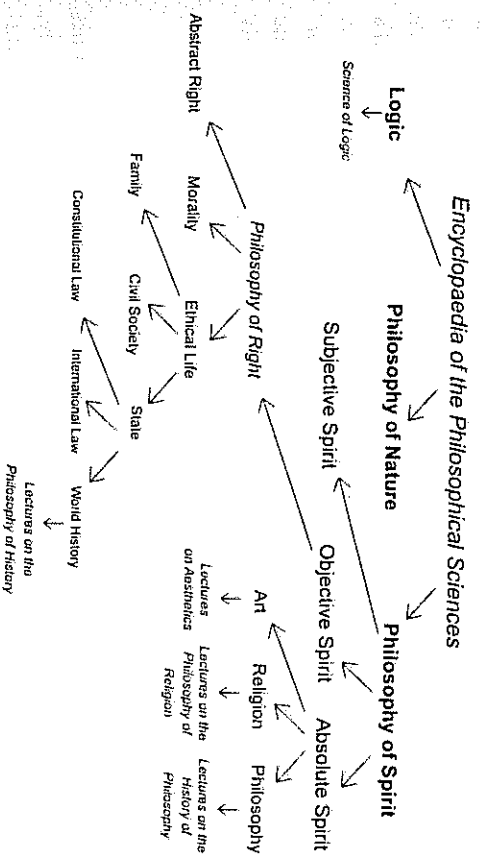 Encyclopaedia of the Philosophical Sciences
Logic
Philosophy of Nature
Philosophy of Spirit
Science of Logic
Subjective Spirit
Objective Spirit
Absolute Spirit
Philosophy of Right
Art
Religion
Philosophy
Lectures
on Aesthetics
Lectures on the
Philosophy of
Religion
Lectures on the
History of
Philosophy
Abstract Right
Morality
Ethical Life
Family
Civil Society
State
Constitutional Law
International Law
World History
Lectures on the
Philosophy of History